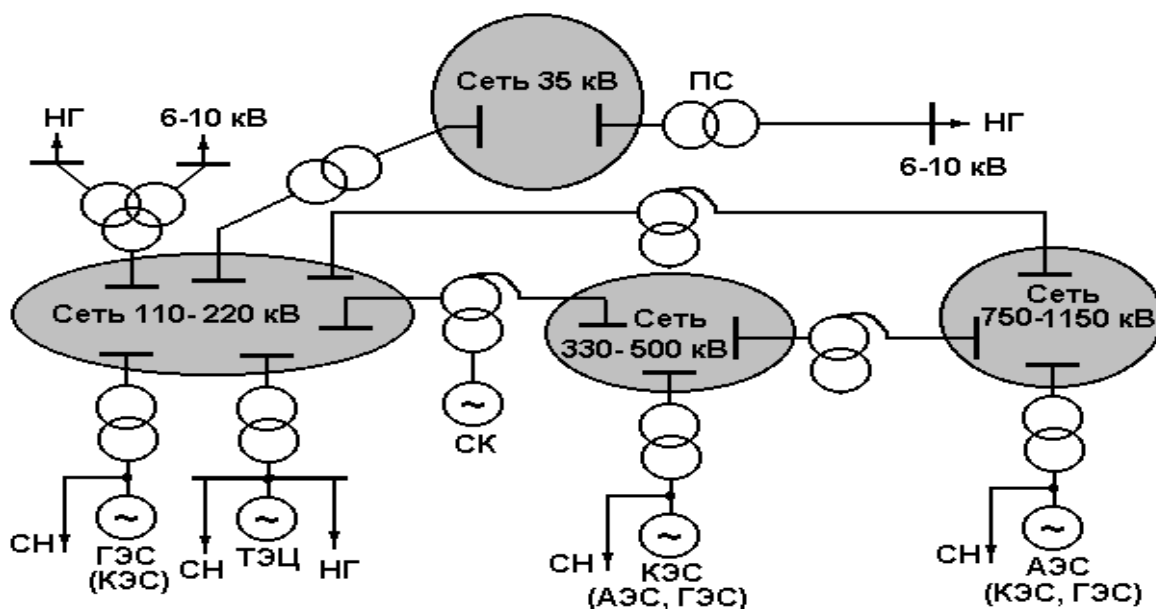 Сеть 35 кВ
ПС
НГ
6-10 кВ
НГ
6-10 кВ
Сеть 110- 220 кВ
Сеть
330- 500 кВ
Сеть
750-1150 кВ
~
СК
СН
~
ГЭС
(КЭС)
СН
~
ТЭЦ
НГ
СН
~
КЭС
(АЭС, ГЭС)
СН
~
АЭС
(КЭС, ГЭС)